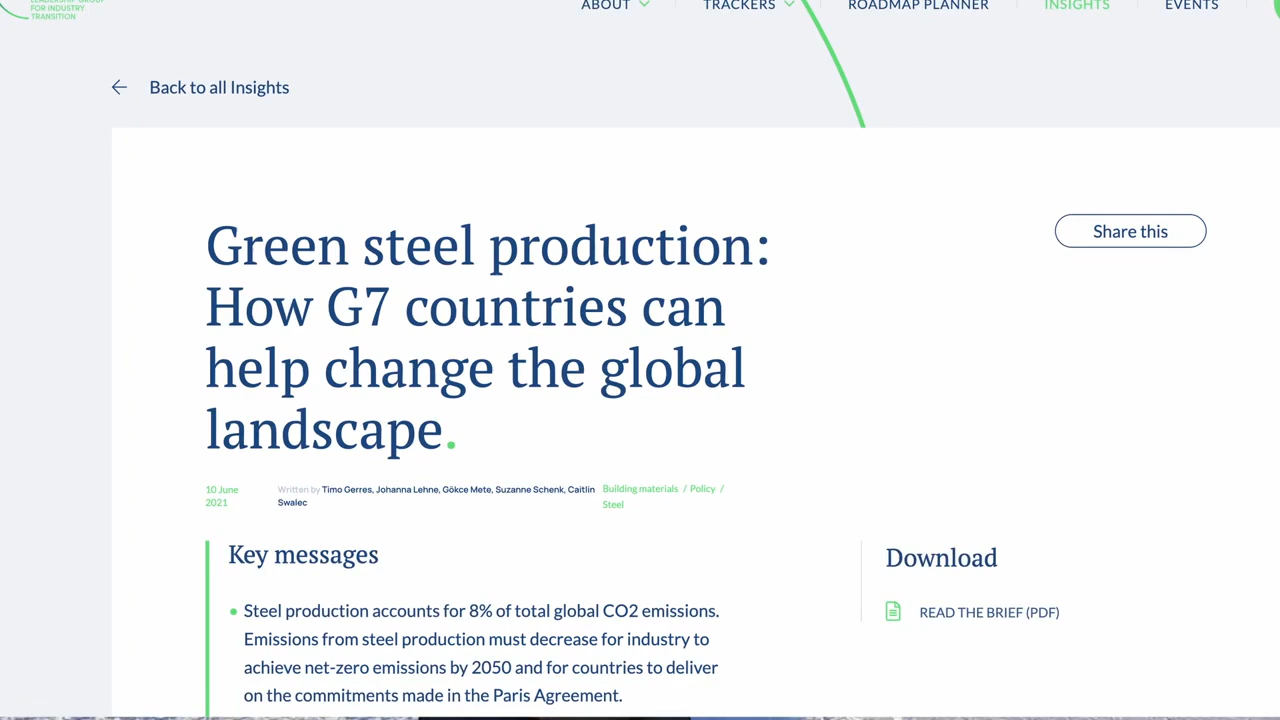 LEADERSHIP GROUP
FOR INDUSTRY
TRANSITION
ABOUT TRACKERS ROADMAP PLANNER INSIGHTS EVENTS
Back to all Insights
Green steel production:
How G7 countries can
help change the global
landscape.
Share this
10 June
2021
Written by Timo Gerres, Johanna Lehne, Gökce Mete, Suzanne Schenk, Caitlin
Swalec
Building materials / Policy /
Steel
Key messages
Steel production accounts for 8% of total global CO2 emissions.
Emissions from steel production must decrease for industry to
achieve net-zero emissions by 2050 and for countries to deliver
on the commitments made in the Paris Agreement.
Download
READ THE BRIEF (PDF)